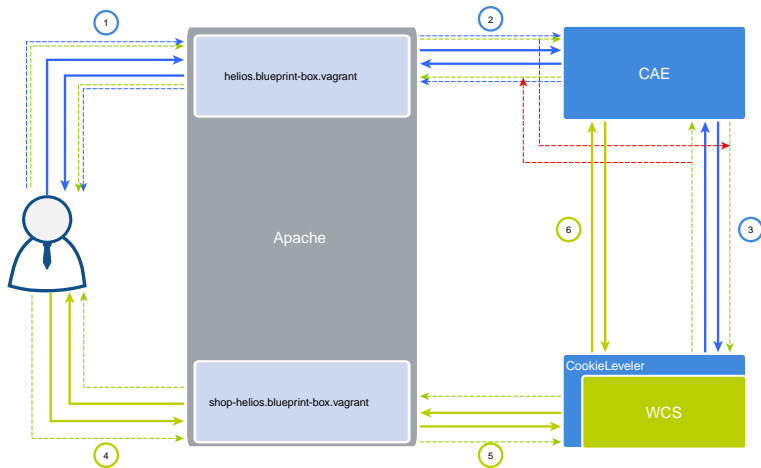 1
2
helios.blueprint-box.vagrant
CAE
Apache
6
3
CookieLeveler
shop-helios.blueprint-box.vagrant
WCS
4
5